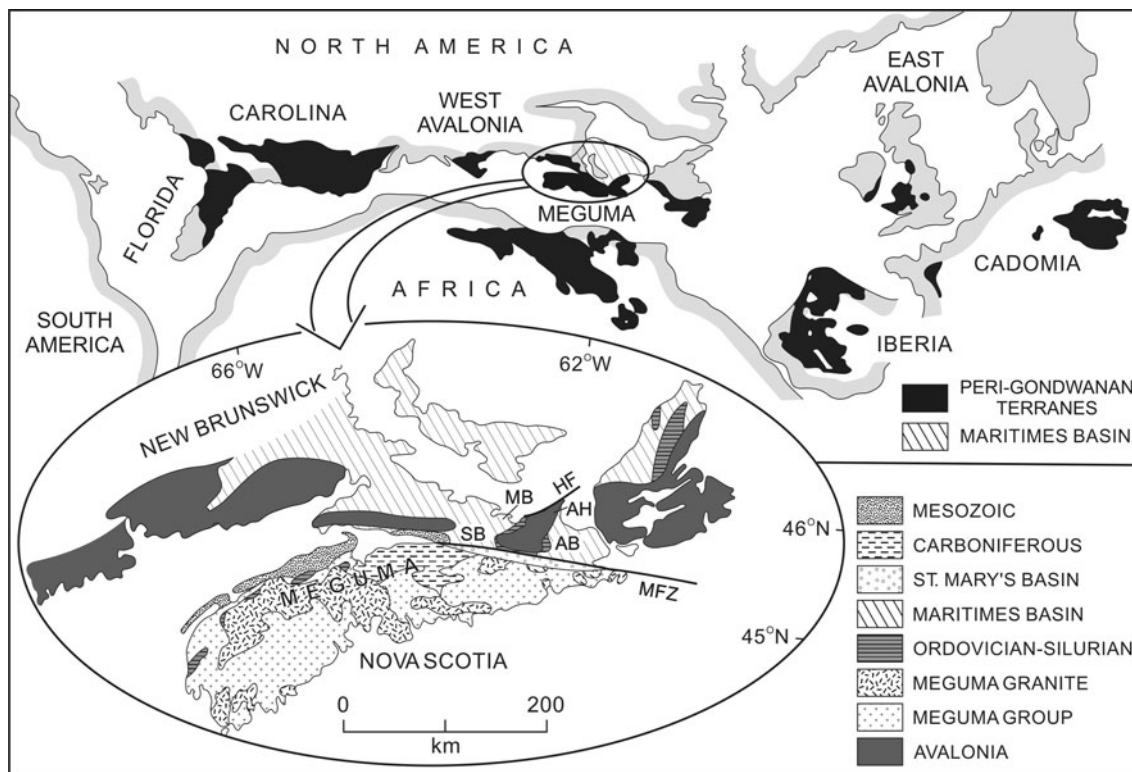 NORTH AMERICA
EAST
AVALONIA
CAROLINA
WEST
AVALONIA
FLORIDA
MEGUMA
CADOMIA
AFRICA
SOUTH
AMERICA
IBERIA
66°W
62°W
PERI-GONDWANAN
TERRANES
MARITIMES BASIN
NEW BRUNSWICK
HF
MB
AH
SB
AB
46°N
MEGUMA
MFZ
45°N
NOVA SCOTIA
0
200
km
MESOZOIC
CARBONIFEROUS
ST. MARY'S BASIN
MARITIMES BASIN
ORDOVICIAN-SILURIAN
MEGUMA GRANITE
MEGUMA GROUP
AVALONIA